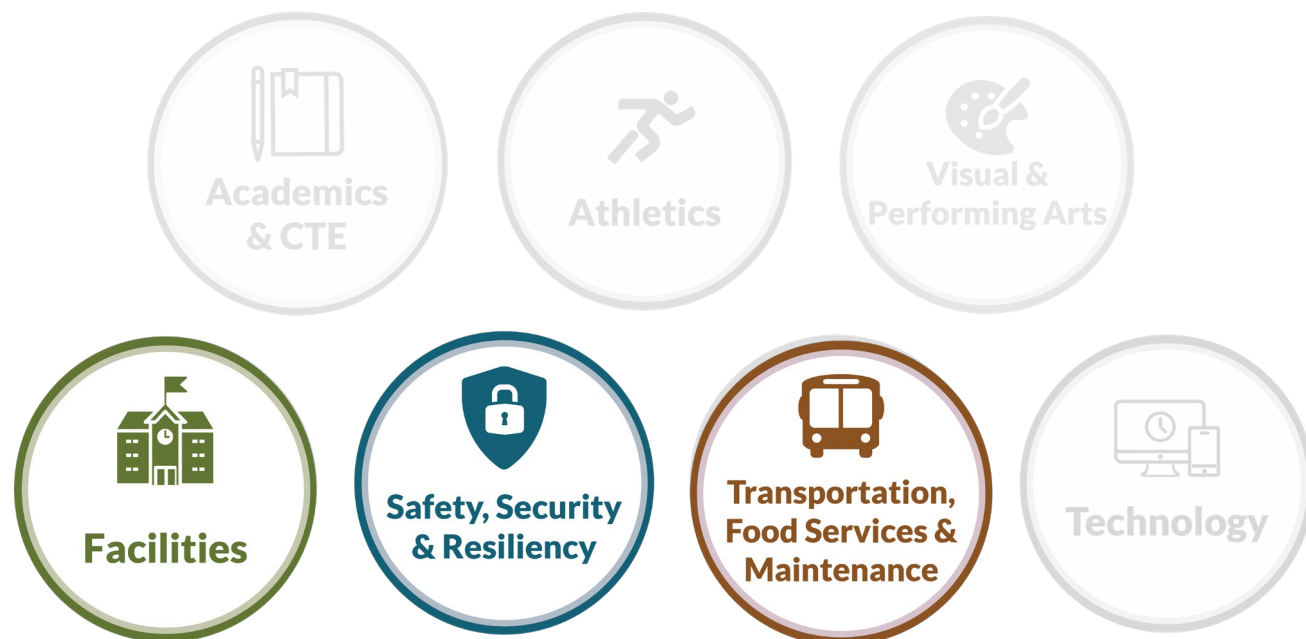 Academics
& CTE
Athletics
Visual &
Performing Arts
Facilities
Safety, Security
& Resiliency
Transportation,
Food Services &
Maintenance
Technology